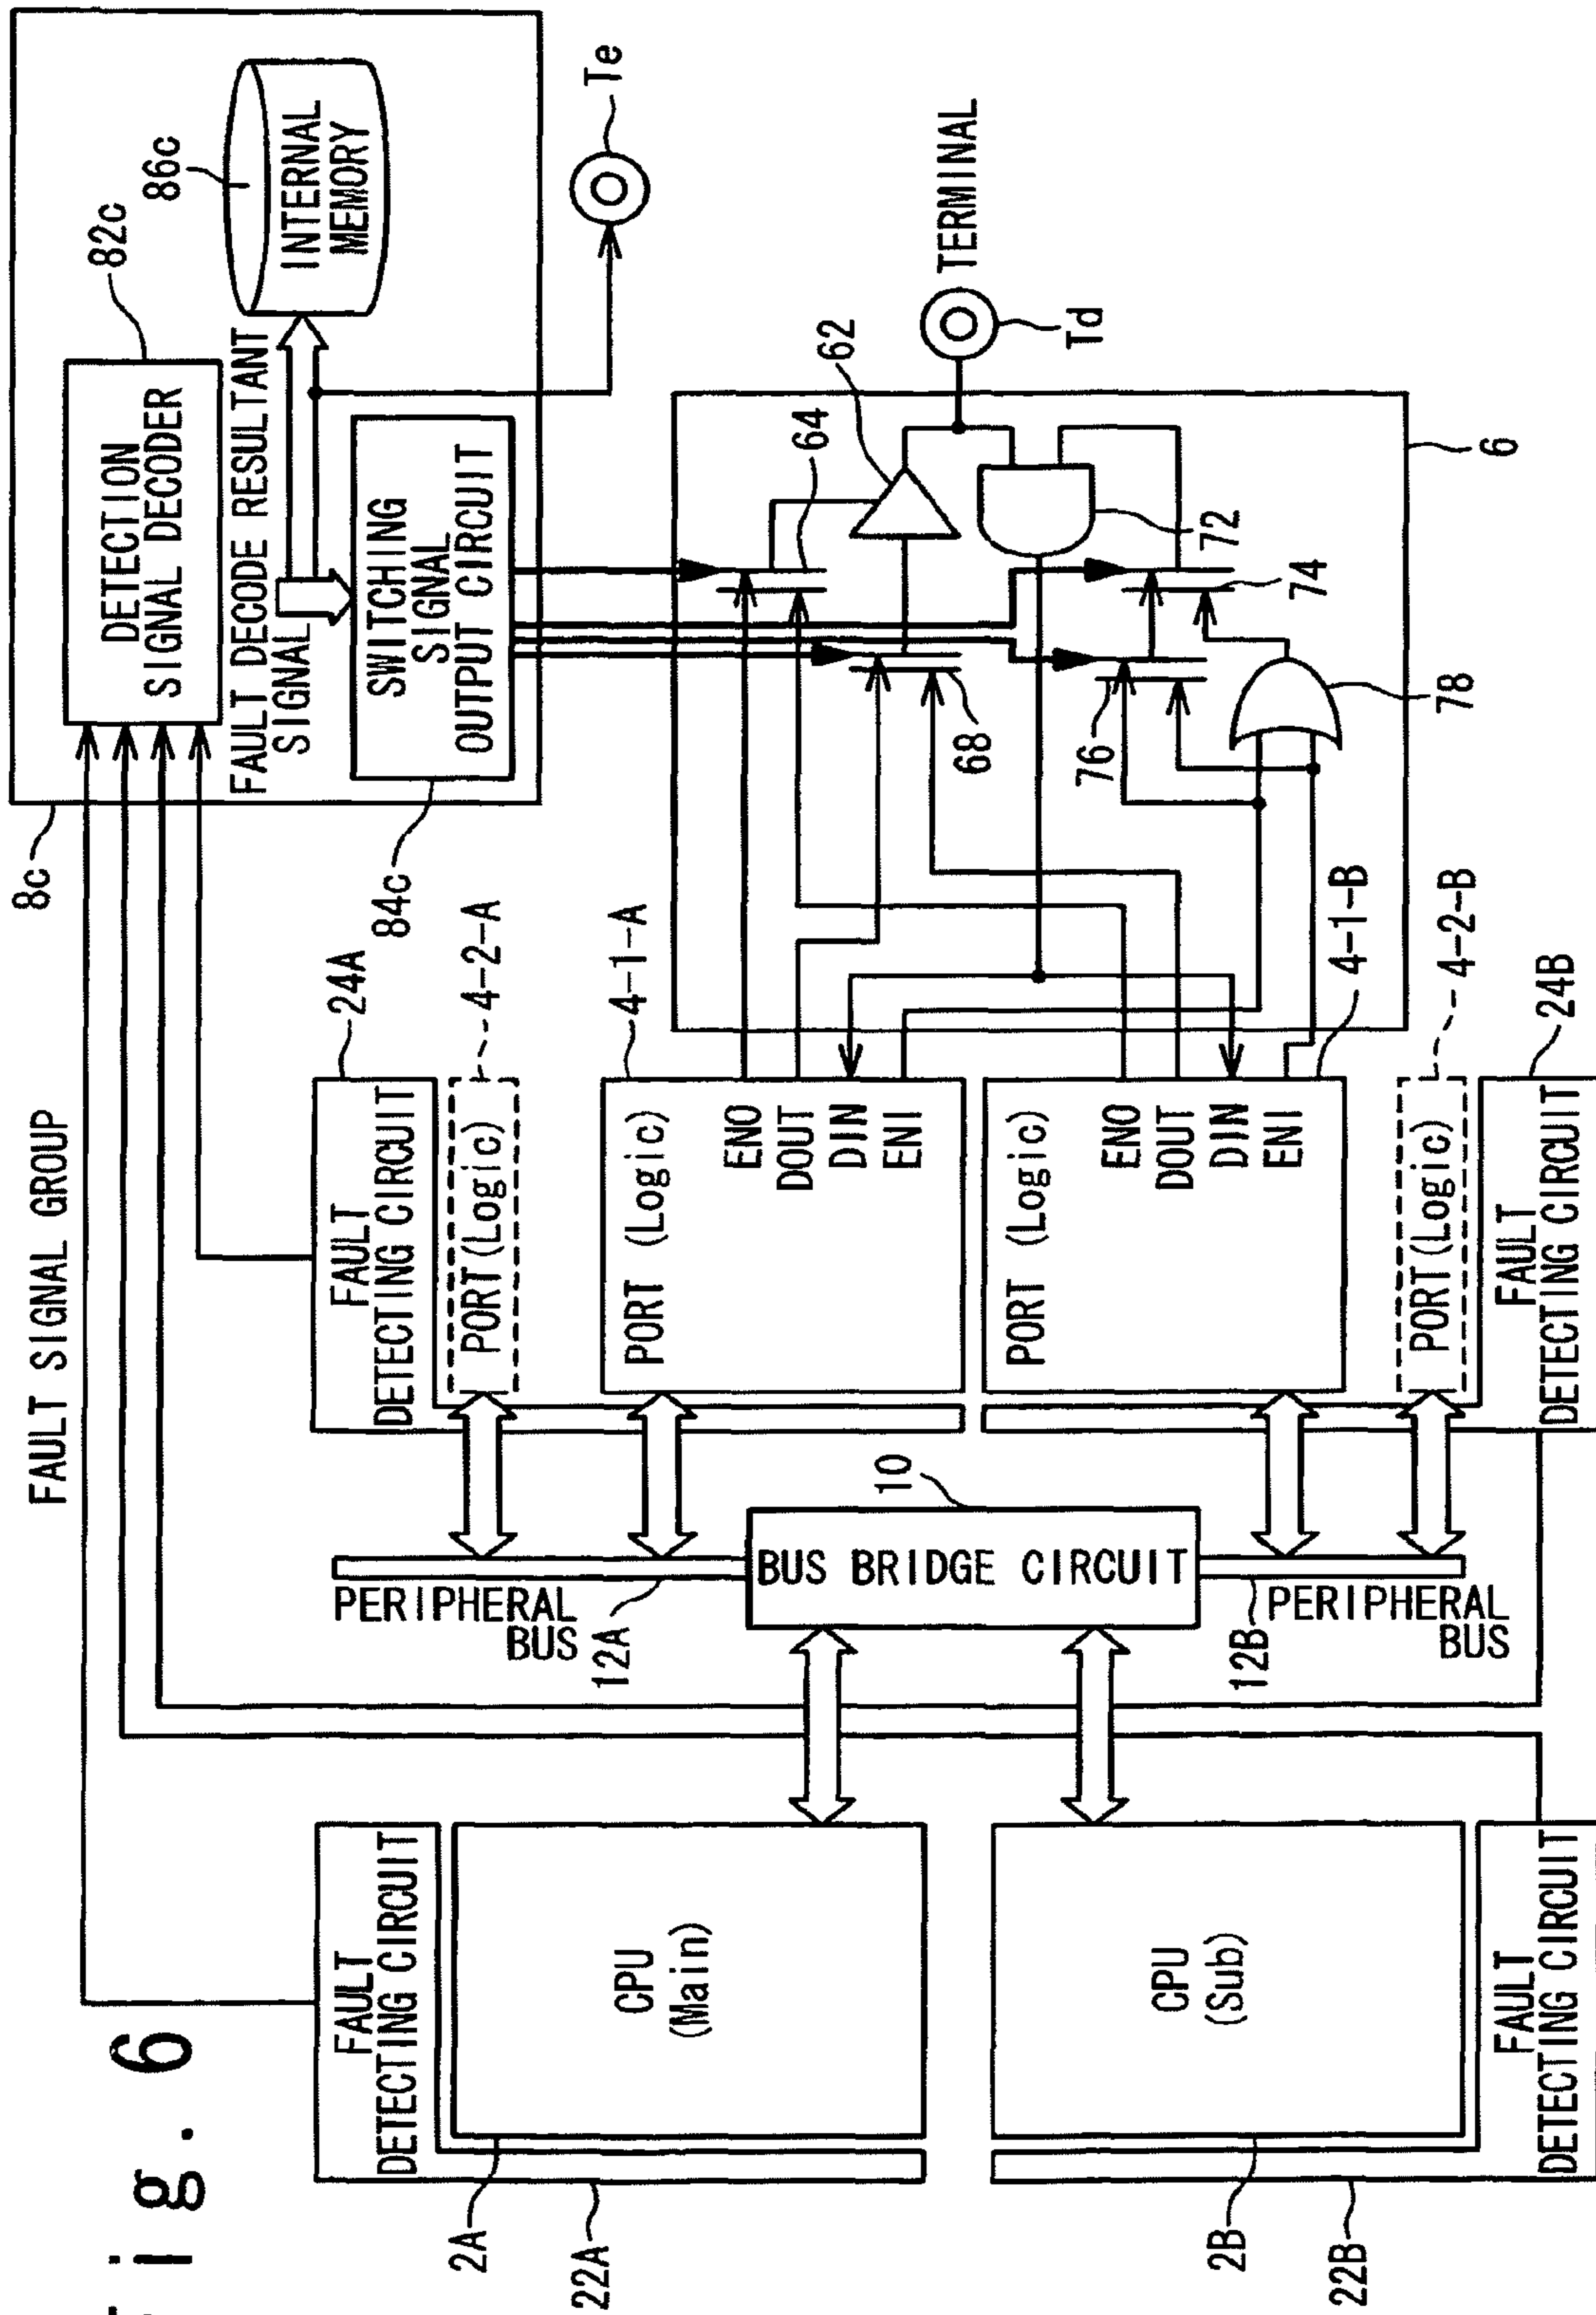 Fig. 6
FAULT SIGNAL GROUP
8c
DETECTION
SIGNAL DECODER
82c
86c
INTERNAL
MEMORY
FAULT DECODE RESULTANT
SIGNAL
SWITCHING
SIGNAL
OUTPUT CIRCUIT
84c
Te
FAULT
DETECTING CIRCUIT
22A
2A
CPU
(Main)
CPU
(Sub)
2B
22B
FAULT
DETECTING CIRCUIT
PERIPHERAL
BUS
12A
BUS BRIDGE CIRCUIT
10
12B
PERIPHERAL
BUS
FAULT
DETECTING CIRCUIT
24A
PORT(Logic)
4-2-A
PORT (Logic)
4-1-A
ENO
DOUT
DIN
ENI
PORT (Logic)
4-1-B
ENO
DOUT
DIN
ENI
PORT(Logic)
4-2-B
FAULT
DETECTING CIRCUIT
24B
62
64
68
72
74
76
78
6
TERMINAL
Td